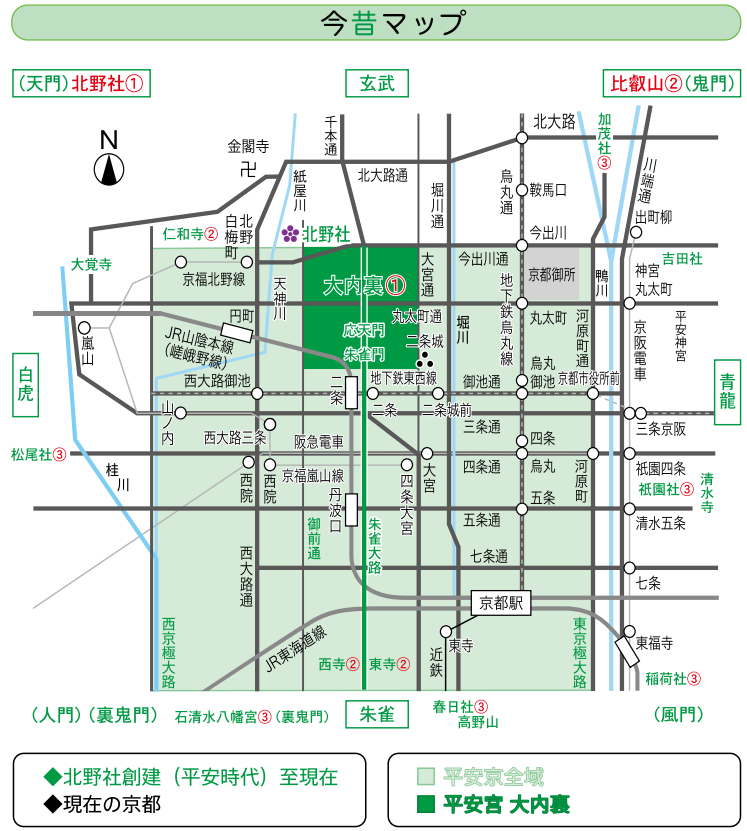 今昔マップ
(天門)北野社①
玄武
比叡山②(鬼門)
N
金閣寺
卍
千本通
北大路通
紙屋川
堀川通
烏丸通
北大路
鞍馬口
加茂社③
川端通
出町柳
仁和寺②
白梅町
北野
北野社
今出川
今出川通
吉田社
大覚寺
京福北野線
天神川
大内裏①
大宮通
京都御所
鴨川
神宮丸太町
地下鉄烏丸線
円町
応天門
朱雀門
丸太町通
二条城
堀川
丸太町
河原町通
京阪電車
平安神宮
JR山陰本線
(嵯峨野線)
嵐山
烏丸御池
白虎
青龍
西大路御池
二条
地下鉄東西線
御池通
京都市役所前
山ノ内
二条
二条城前
三条通
三条京阪
西大路三条
阪急電車
四条
松尾社③
桂川
西院
西院
京福嵐山線
大宮
四条大宮
四条通
烏丸
河原町
祇園四条
祇園社③
清水寺
丹波口
五条
五条通
清水五条
御前通
朱雀大路
西大路通
七条通
七条
京都駅
西京極大路
JR東海道線
西寺②
東寺②
近鉄
東寺
東京極大路
東福寺
稲荷社③
(人門)(裏鬼門)
石清水八幡宮③(裏鬼門)
朱雀
春日社③
高野山
(風門)
◆北野社創建(平安時代)至現在
◆現在の京都
平安京全域
平安宮 大内裏